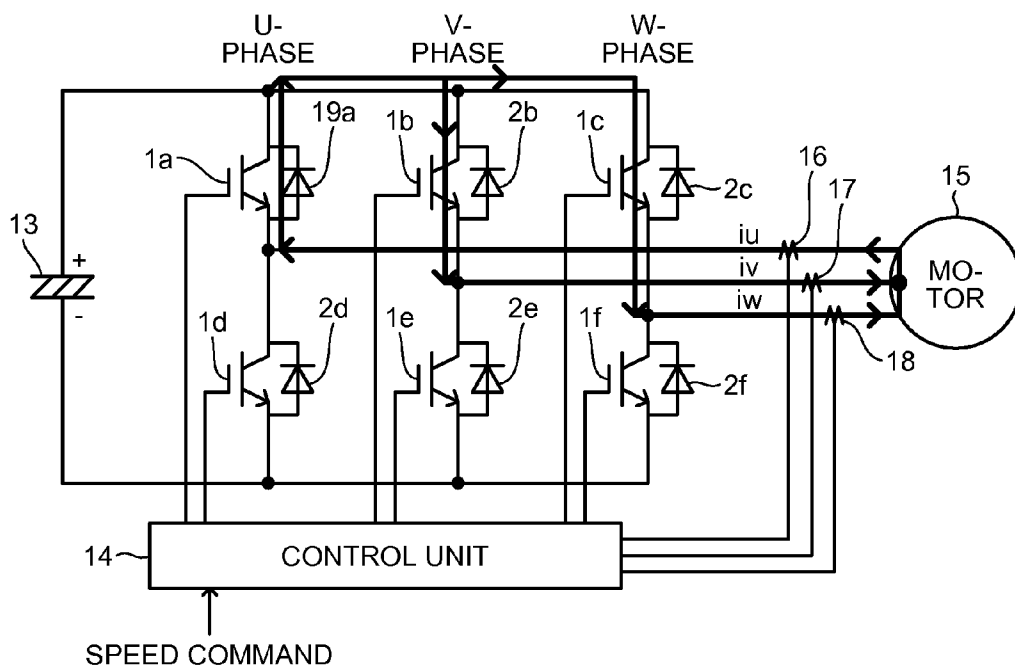 U-
PHASE
V-
PHASE
W-
PHASE
19a
1b
2b
1c
1a
2c
16
17
15
13
+
-
iu
iv
iw
MO-
TOR
18
1d
2d
1e
2e
1f
2f
14
CONTROL UNIT
SPEED COMMAND